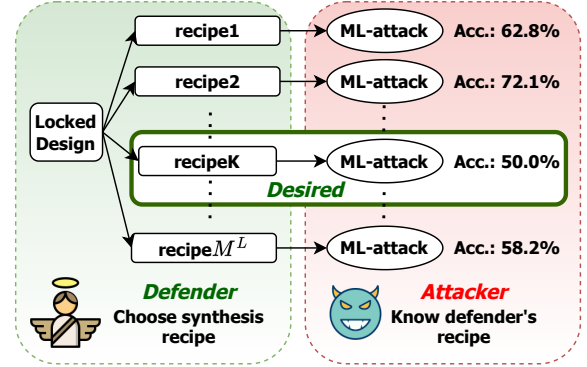 recipe1 ML-attack Acc.: 62.8%
recipe2 ML-attack Acc.: 72.1%
Locked
Design
recipeK ML-attack Acc.: 50.0%
Desired
recipeM^L ML-attack Acc.: 58.2%
Defender Attacker
Choose synthesis Know defender's
recipe recipe